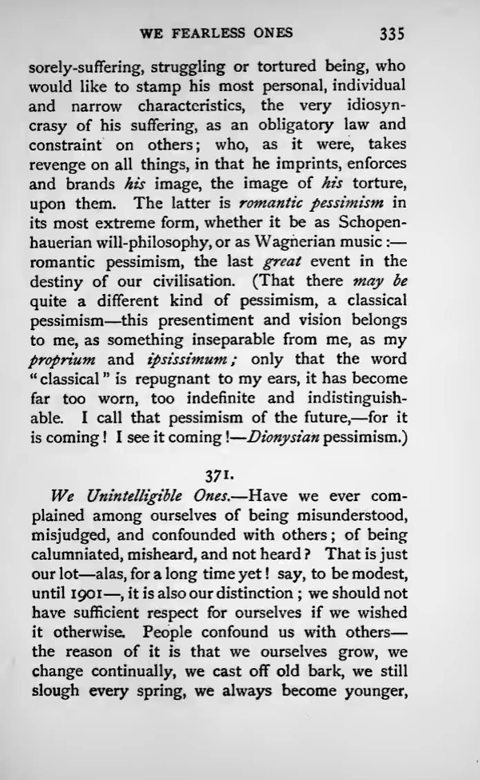 WE FEARLESS ONES 335
sorely-suffering, struggling or tortured being, who
would like to stamp his most personal, individual
and narrow characteristics, the very idiosyn-
crasy of his suffering, as an obligatory law and
constraint on others; who, as it were, takes
revenge on all things, in that he imprints, enforces
and brands his image, the image of his torture,
upon them. The latter is romantic pessimism in
its most extreme form, whether it be as Schopen-
hauerian will-philosophy, or as Wagnerian music:—
romantic pessimism, the last great event in the
destiny of our civilisation. (That there may be
quite a different kind of pessimism, a classical
pessimism—this presentiment and vision belongs
to me, as something inseparable from me, as my
proprium and ipsissimum; only that the word
"classical" is repugnant to my ears, it has become
far too worn, too indefinite and indistinguish-
able. I call that pessimism of the future,—for it
is coming! I see it coming!—Dionysian pessimism.)
371.
We Unintelligible Ones.—Have we ever com-
plained among ourselves of being misunderstood,
misjudged, and confounded with others; of being
calumniated, misheard, and not heard? That is just
our lot—alas, for a long time yet! say, to be modest,
until 1901—, it is also our distinction; we should not
have sufficient respect for ourselves if we wished
it otherwise. People confound us with others—
the reason of it is that we ourselves grow, we
change continually, we cast off old bark, we still
slough every spring, we always become younger,